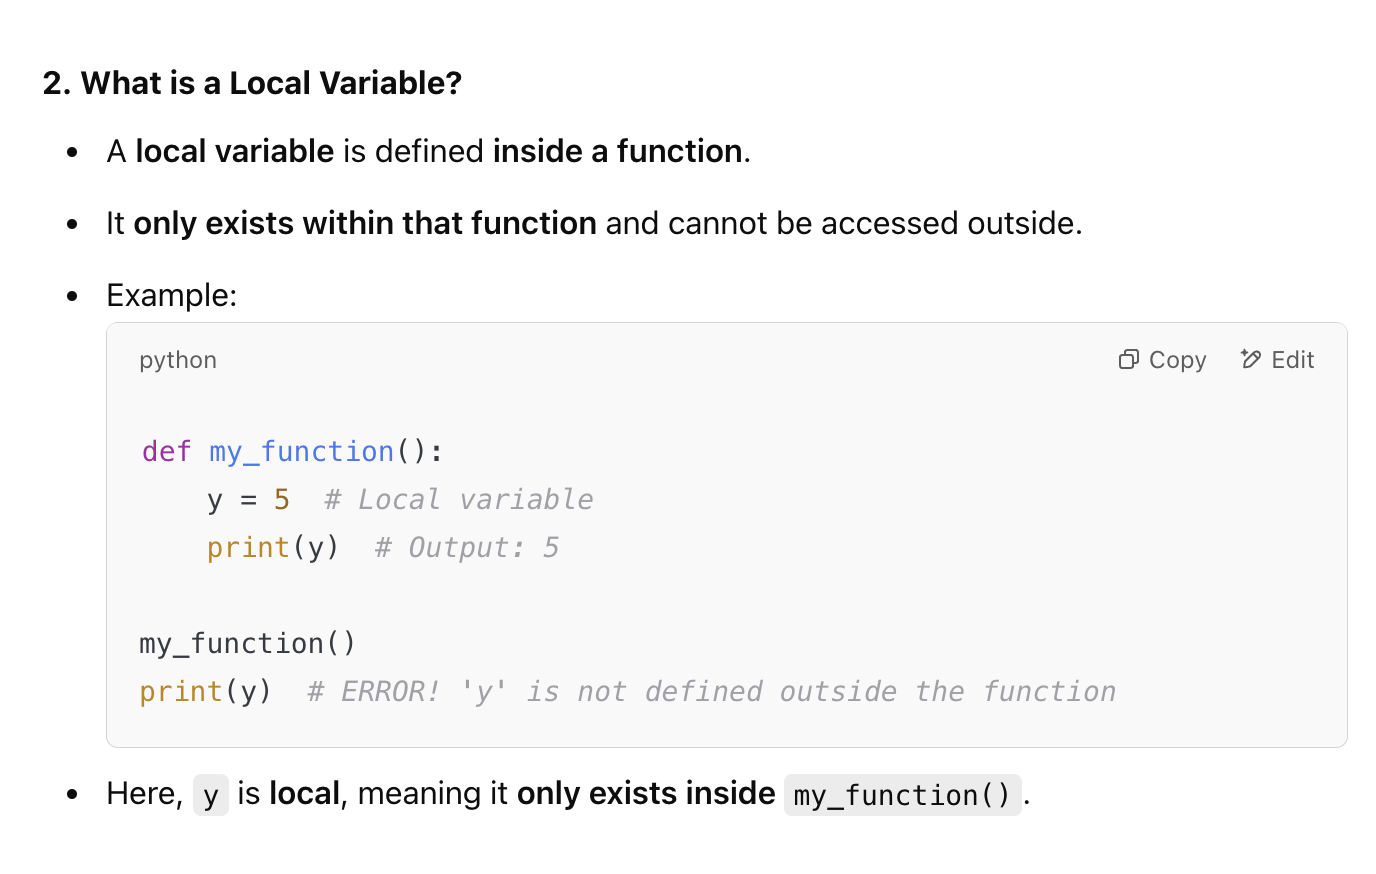 2. What is a Local Variable?
• A local variable is defined inside a function.
• It only exists within that function and cannot be accessed outside.
• Example:
python Copy Edit
def my_function():
    y = 5  # Local variable
    print(y)  # Output: 5
my_function()
print(y)  # ERROR! 'y' is not defined outside the function
• Here, y is local, meaning it only exists inside my_function().